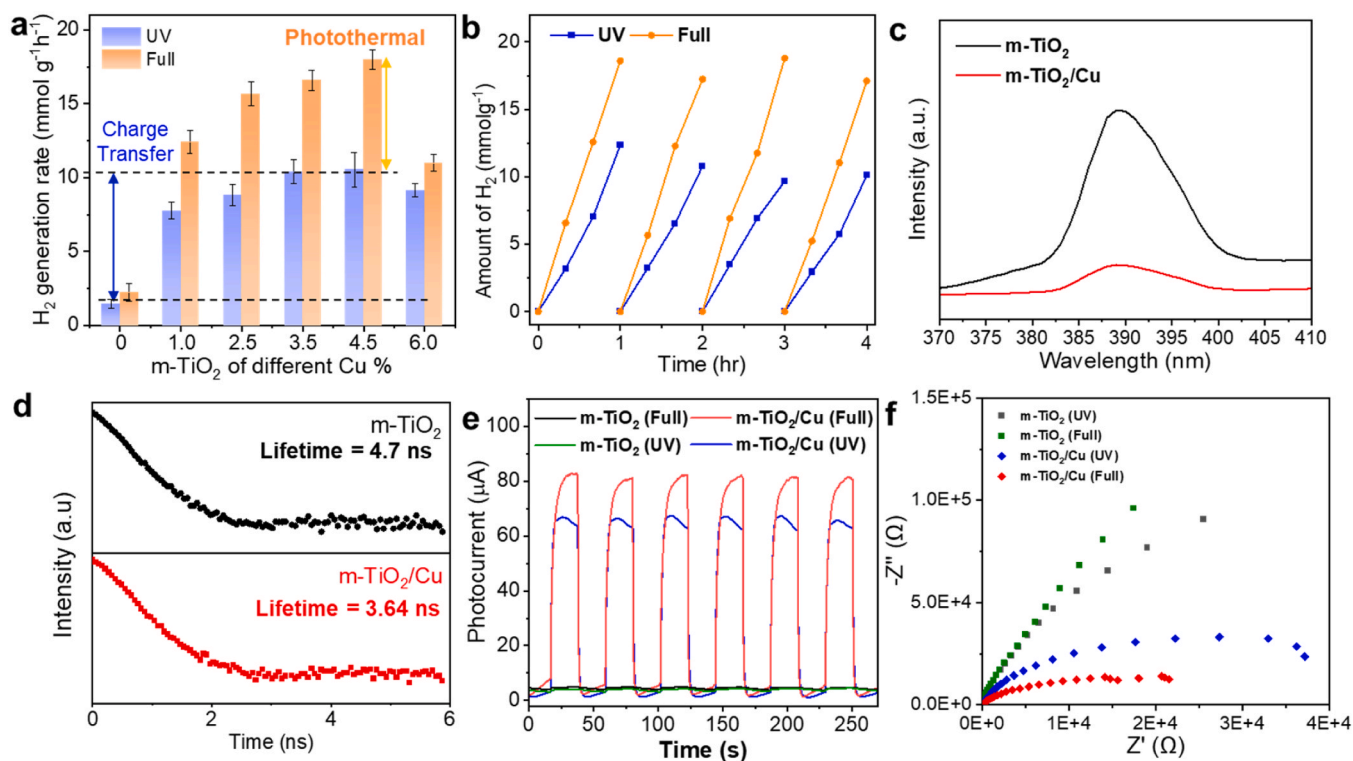 a
UV
Full
Photothermal
Charge
Transfer
H₂ generation rate (mmol g⁻¹h⁻¹)
20
15
10
5
0
0 1.0 2.5 3.5 4.5 6.0
m-TiO₂ of different Cu %
b
UV Full
Amount of H₂ (mmolg⁻¹)
20
15
10
5
0
0 1 2 3 4
Time (hr)
c
m-TiO₂
m-TiO₂/Cu
Intensity (a.u.)
370 375 380 385 390 395 400 405 410
Wavelength (nm)
d
m-TiO₂
Lifetime = 4.7 ns
m-TiO₂/Cu
Lifetime = 3.64 ns
Intensity (a.u)
0 2 4 6
Time (ns)
e
m-TiO₂ (Full) m-TiO₂/Cu (Full)
m-TiO₂ (UV) m-TiO₂/Cu (UV)
Photocurrent (μA)
100
80
60
40
20
0
0 50 100 150 200 250
Time (s)
f
m-TiO₂ (UV)
m-TiO₂ (Full)
m-TiO₂/Cu (UV)
m-TiO₂/Cu (Full)
-Z'' (Ω)
1.5E+5
1.0E+5
5.0E+4
0.0E+0
0E+0 1E+4 2E+4 3E+4 4E+4
Z' (Ω)